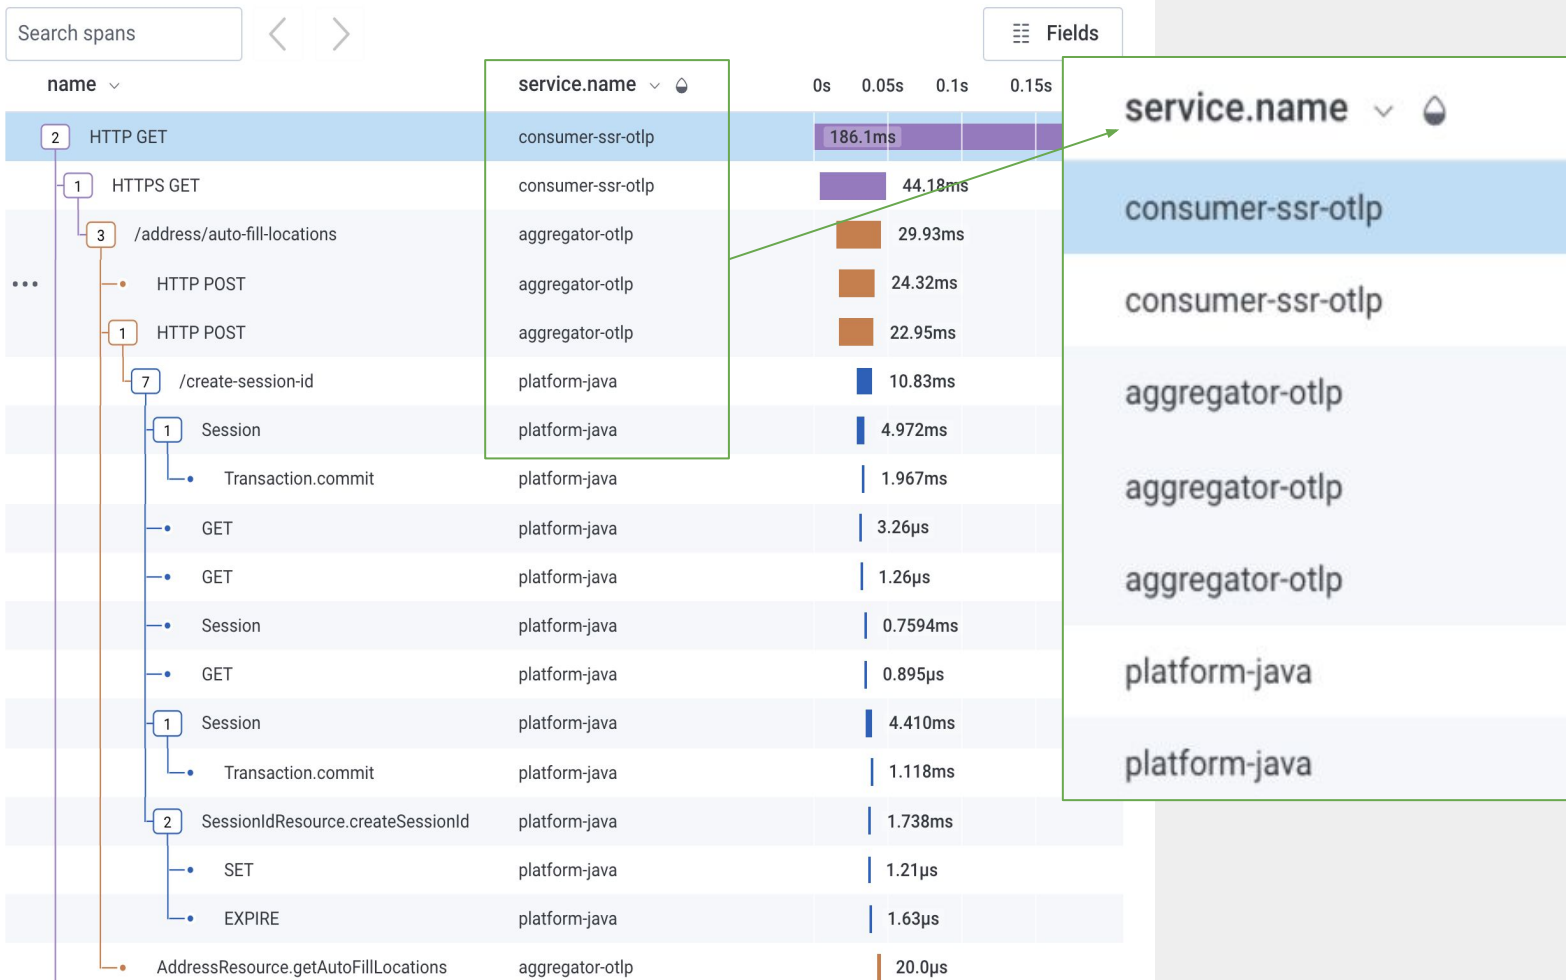 Search spans
Fields
name service.name 0s 0.05s 0.1s 0.15s
2 HTTP GET consumer-ssr-otlp 186.1ms
1 HTTPS GET consumer-ssr-otlp 44.18ms
3 /address/auto-fill-locations aggregator-otlp 29.93ms
HTTP POST aggregator-otlp 24.32ms
1 HTTP POST aggregator-otlp 22.95ms
7 /create-session-id platform-java 10.83ms
1 Session platform-java 4.972ms
Transaction.commit platform-java 1.967ms
GET platform-java 3.26µs
GET platform-java 1.26µs
Session platform-java 0.7594ms
GET platform-java 0.895µs
1 Session platform-java 4.410ms
Transaction.commit platform-java 1.118ms
2 SessionIdResource.createSessionId platform-java 1.738ms
SET platform-java 1.21µs
EXPIRE platform-java 1.63µs
AddressResource.getAutoFillLocations aggregator-otlp 20.0µs
service.name
consumer-ssr-otlp
consumer-ssr-otlp
aggregator-otlp
aggregator-otlp
aggregator-otlp
platform-java
platform-java